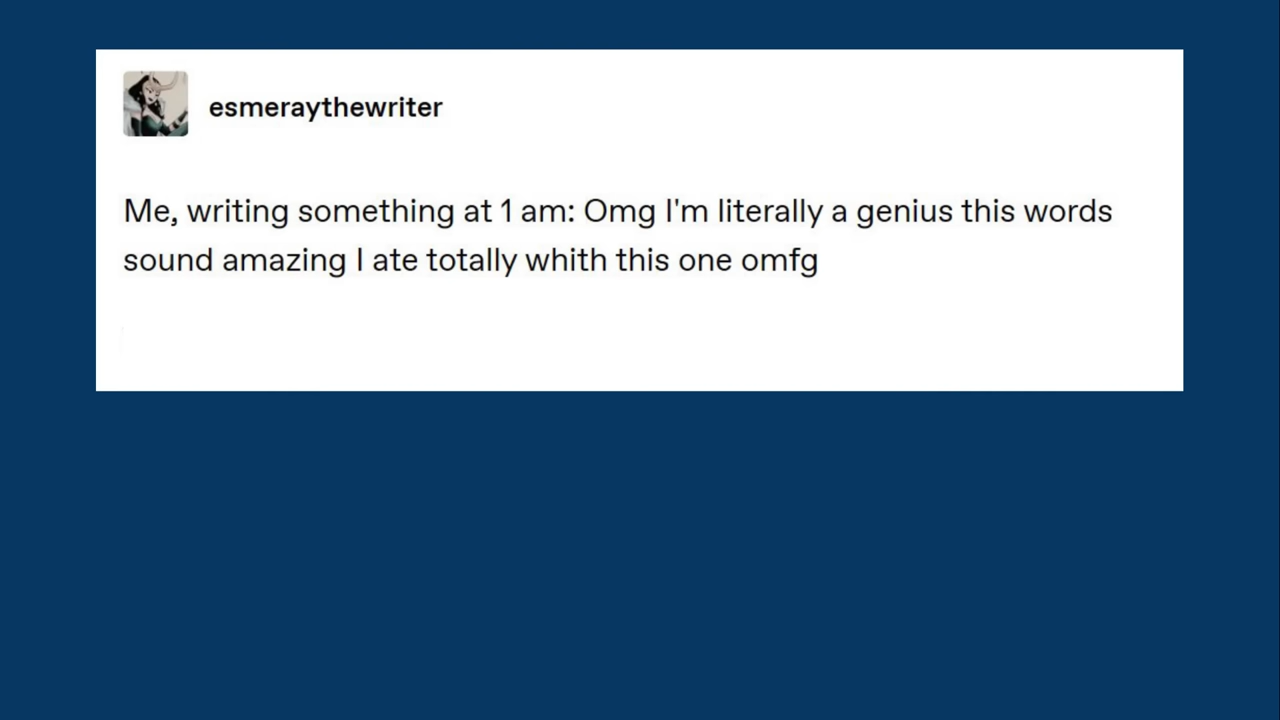 esmeraythewriter
Me, writing something at 1 am: Omg I'm literally a genius this words
sound amazing I ate totally whith this one omfg